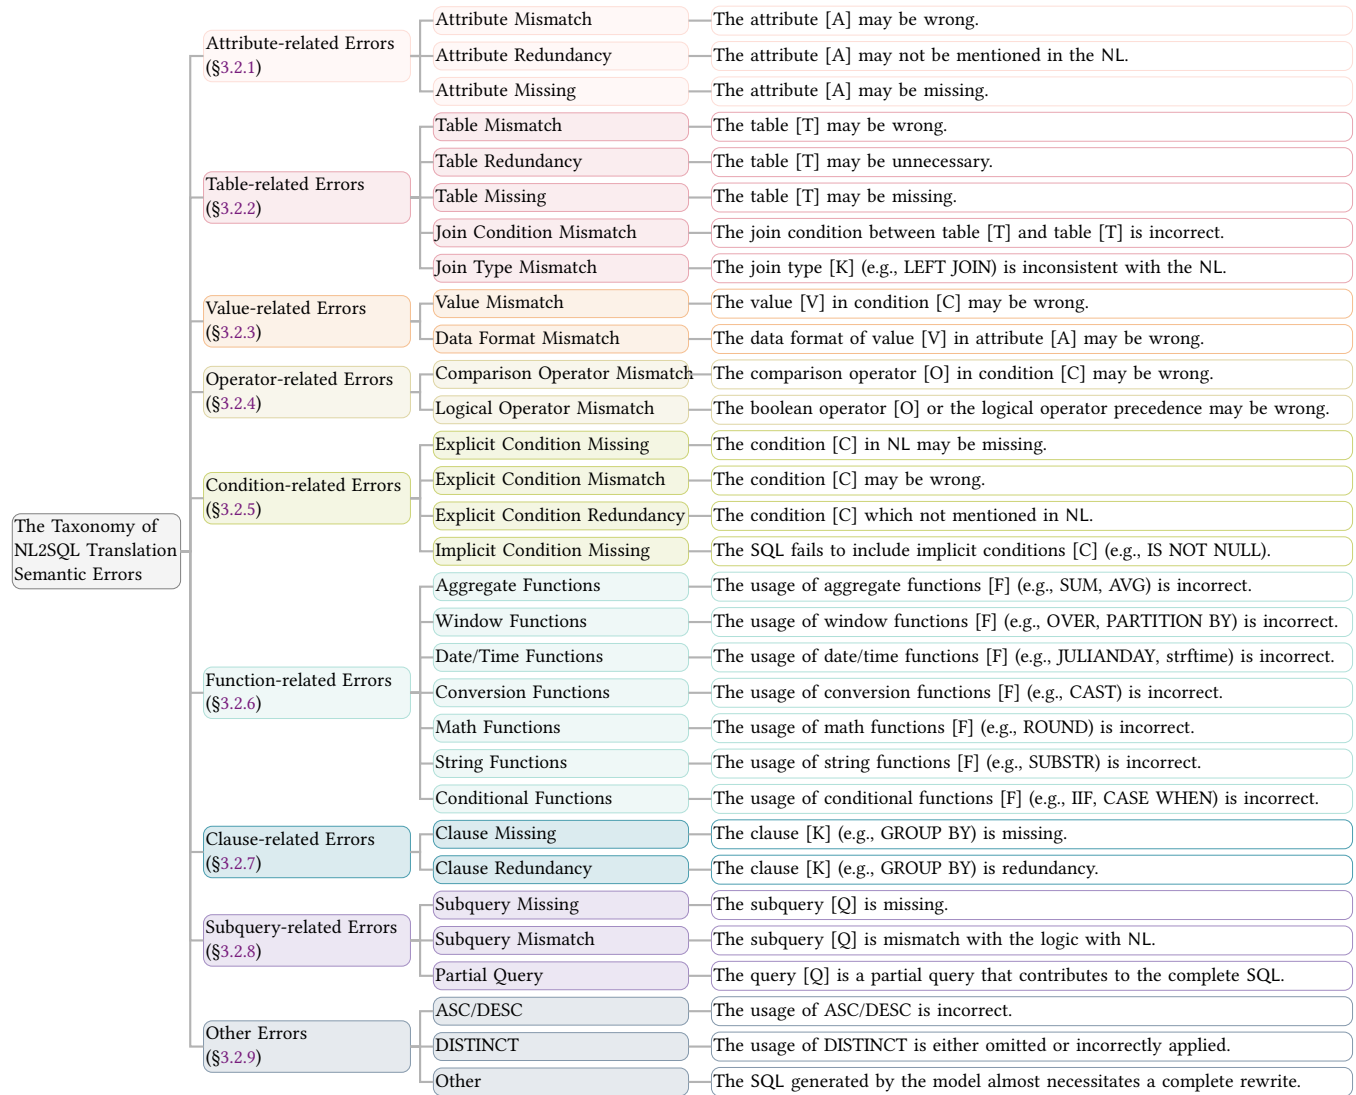 The Taxonomy of
NL2SQL Translation
Semantic Errors
Attribute-related Errors
(§3.2.1)
Attribute Mismatch
The attribute [A] may be wrong.
Attribute Redundancy
The attribute [A] may not be mentioned in the NL.
Attribute Missing
The attribute [A] may be missing.
Table-related Errors
(§3.2.2)
Table Mismatch
The table [T] may be wrong.
Table Redundancy
The table [T] may be unnecessary.
Table Missing
The table [T] may be missing.
Join Condition Mismatch
The join condition between table [T] and table [T] is incorrect.
Join Type Mismatch
The join type [K] (e.g., LEFT JOIN) is inconsistent with the NL.
Value-related Errors
(§3.2.3)
Value Mismatch
The value [V] in condition [C] may be wrong.
Data Format Mismatch
The data format of value [V] in attribute [A] may be wrong.
Operator-related Errors
(§3.2.4)
Comparison Operator Mismatch
The comparison operator [O] in condition [C] may be wrong.
Logical Operator Mismatch
The boolean operator [O] or the logical operator precedence may be wrong.
Condition-related Errors
(§3.2.5)
Explicit Condition Missing
The condition [C] in NL may be missing.
Explicit Condition Mismatch
The condition [C] may be wrong.
Explicit Condition Redundancy
The condition [C] which not mentioned in NL.
Implicit Condition Missing
The SQL fails to include implicit conditions [C] (e.g., IS NOT NULL).
Function-related Errors
(§3.2.6)
Aggregate Functions
The usage of aggregate functions [F] (e.g., SUM, AVG) is incorrect.
Window Functions
The usage of window functions [F] (e.g., OVER, PARTITION BY) is incorrect.
Date/Time Functions
The usage of date/time functions [F] (e.g., JULIANDAY, strftime) is incorrect.
Conversion Functions
The usage of conversion functions [F] (e.g., CAST) is incorrect.
Math Functions
The usage of math functions [F] (e.g., ROUND) is incorrect.
String Functions
The usage of string functions [F] (e.g., SUBSTR) is incorrect.
Conditional Functions
The usage of conditional functions [F] (e.g., IIF, CASE WHEN) is incorrect.
Clause-related Errors
(§3.2.7)
Clause Missing
The clause [K] (e.g., GROUP BY) is missing.
Clause Redundancy
The clause [K] (e.g., GROUP BY) is redundancy.
Subquery-related Errors
(§3.2.8)
Subquery Missing
The subquery [Q] is missing.
Subquery Mismatch
The subquery [Q] is mismatch with the logic with NL.
Partial Query
The query [Q] is a partial query that contributes to the complete SQL.
Other Errors
(§3.2.9)
ASC/DESC
The usage of ASC/DESC is incorrect.
DISTINCT
The usage of DISTINCT is either omitted or incorrectly applied.
Other
The SQL generated by the model almost necessitates a complete rewrite.